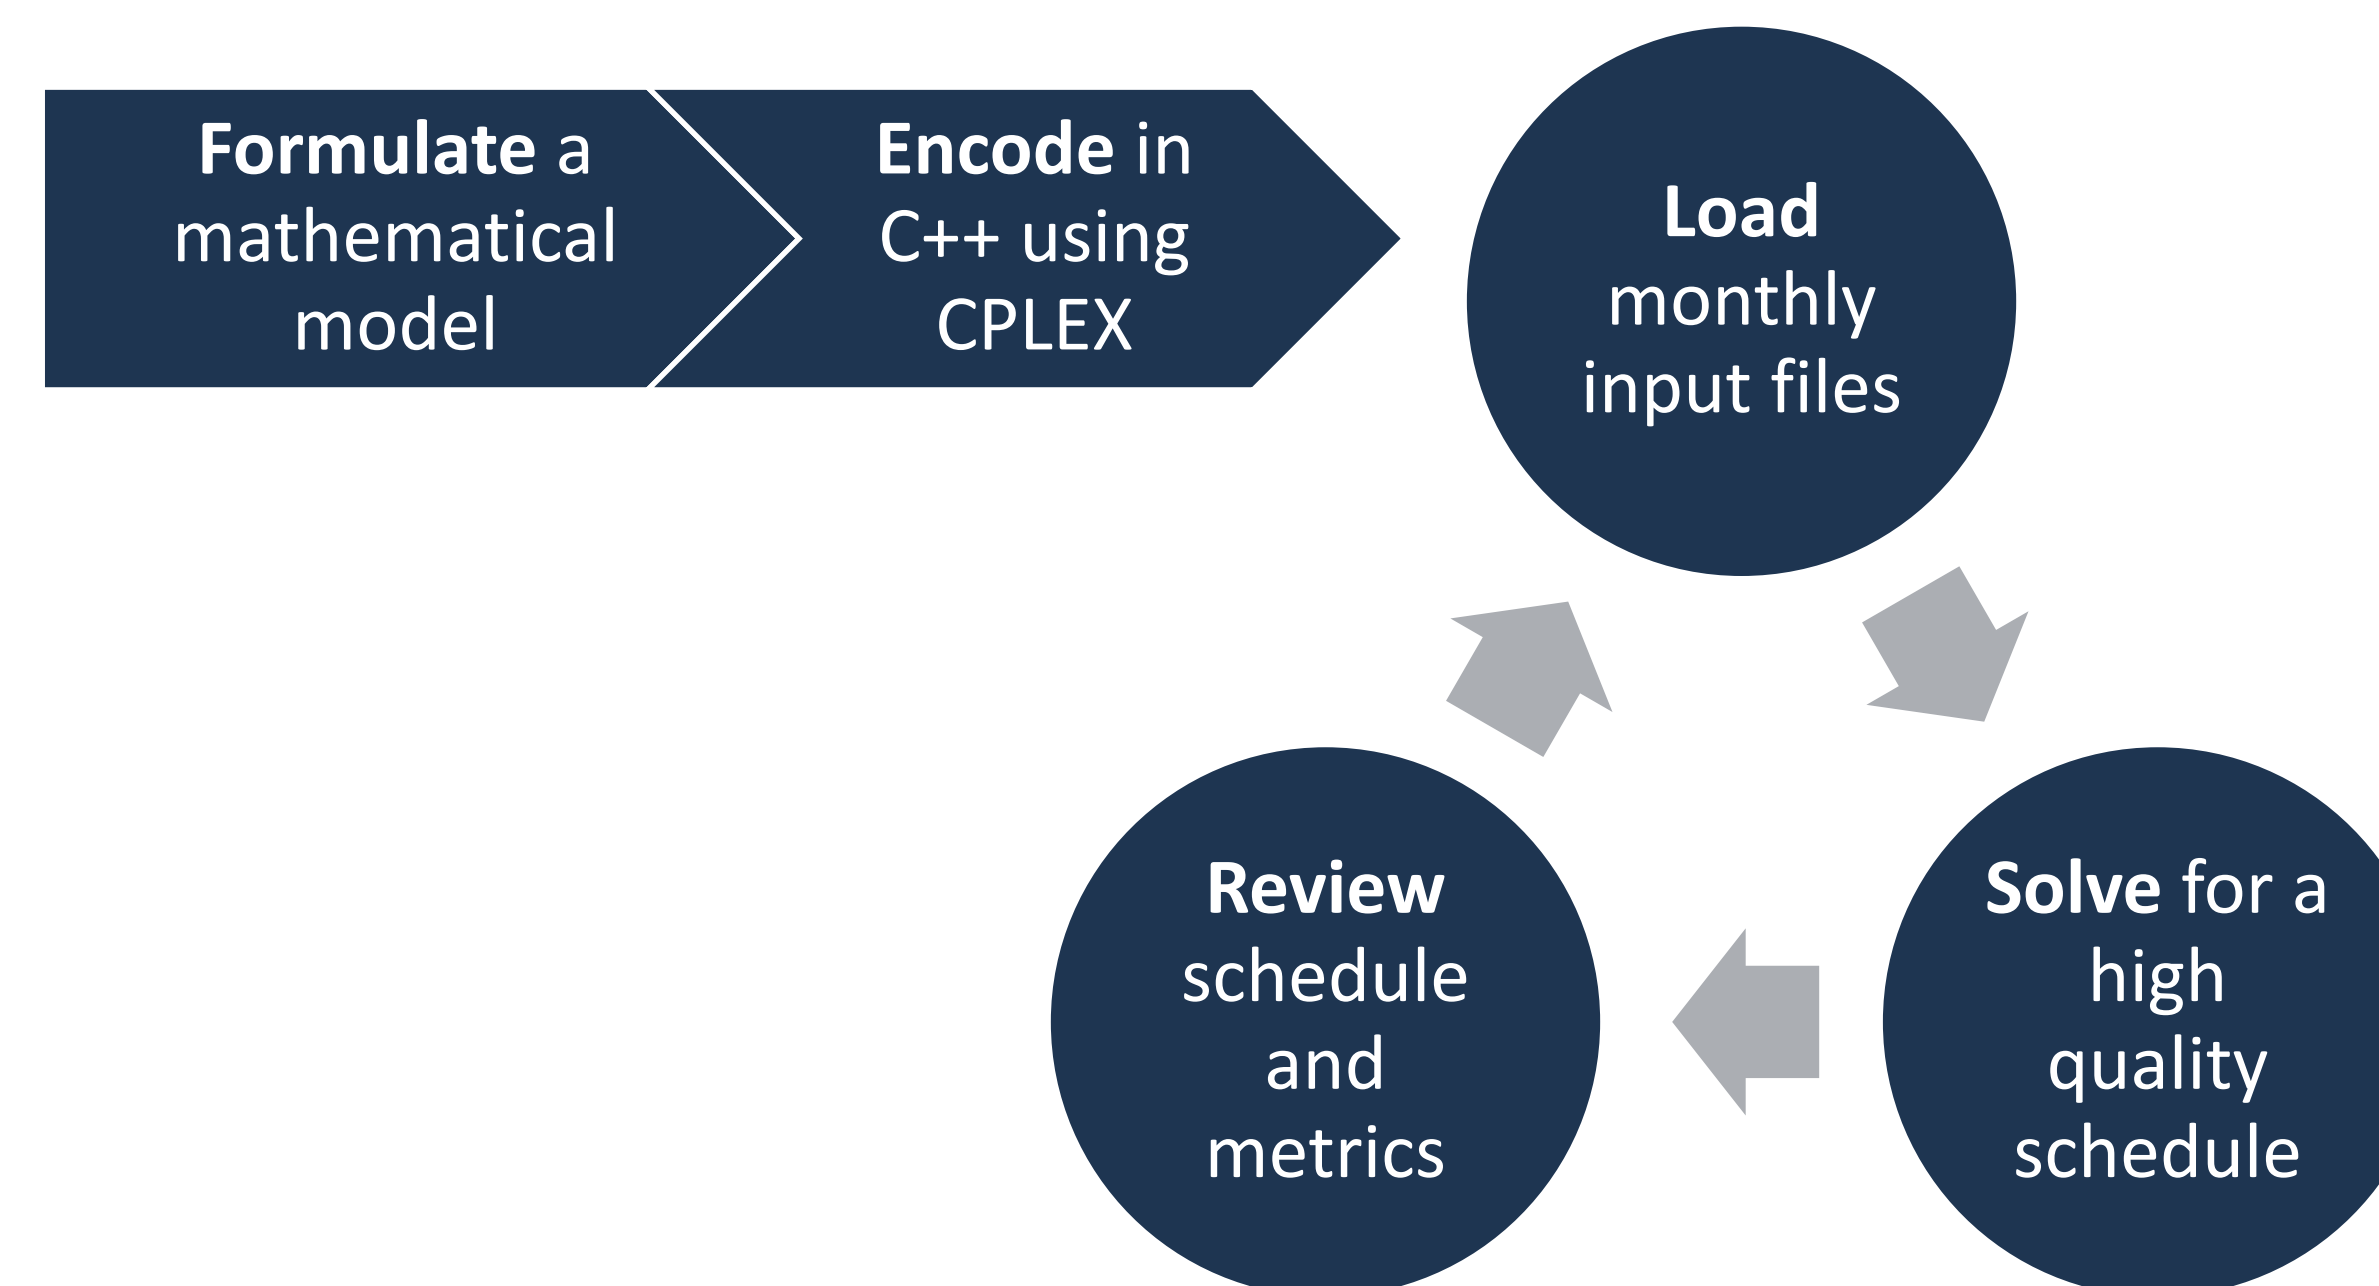 Formulate a
mathematical
model
Encode in
C++ using
CPLEX
Load
monthly
input files
Solve for a
high
quality
schedule
Review
schedule
and
metrics